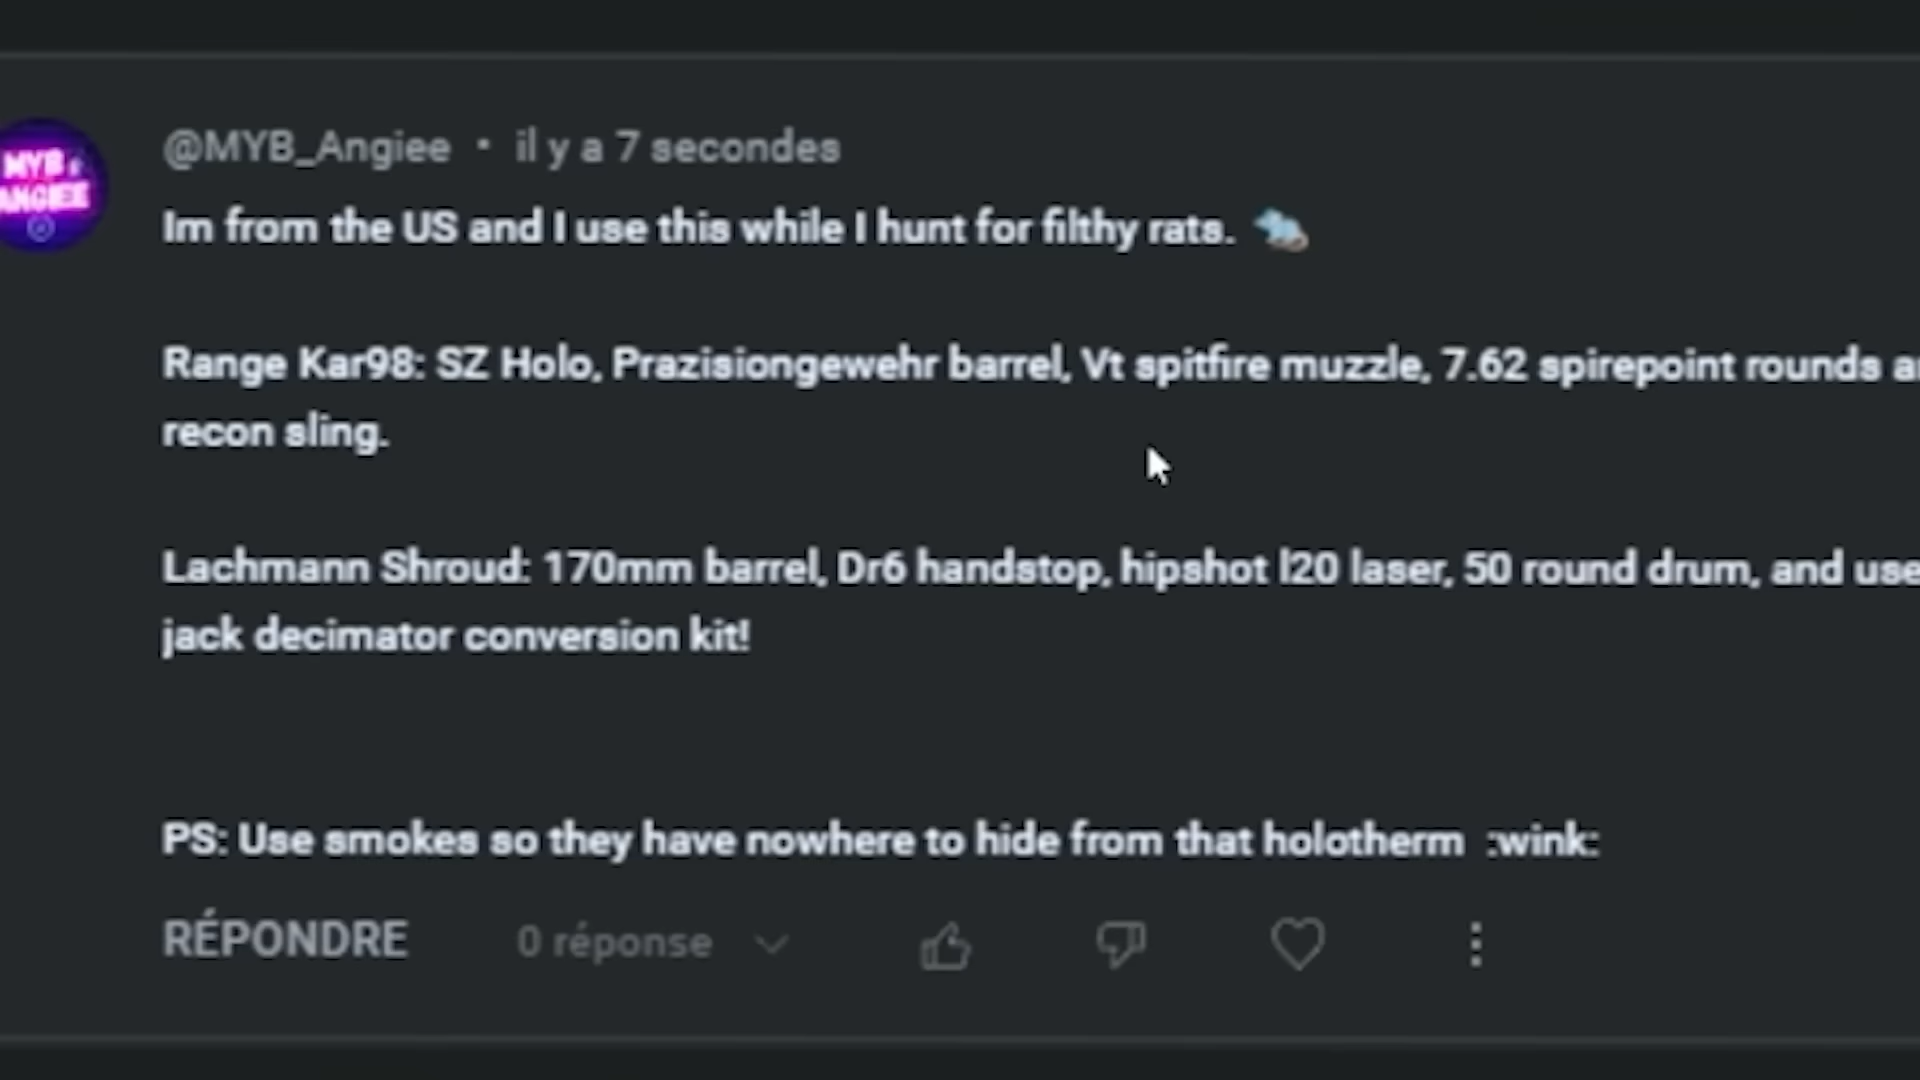 MYB
ANGIEE
@MYB_Angiee • il y a 7 secondes
Im from the US and I use this while I hunt for filthy rats. 🐀
Range Kar98: SZ Holo, Prazisiongewehr barrel, Vt spitfire muzzle, 7.62 spirepoint rounds
recon sling.
Lachmann Shroud: 170mm barrel, Dr6 handstop, hipshot l20 laser, 50 round drum, and use
jack decimator conversion kit!
PS: Use smokes so they have nowhere to hide from that holotherm :wink:
RÉPONDRE 0 réponse